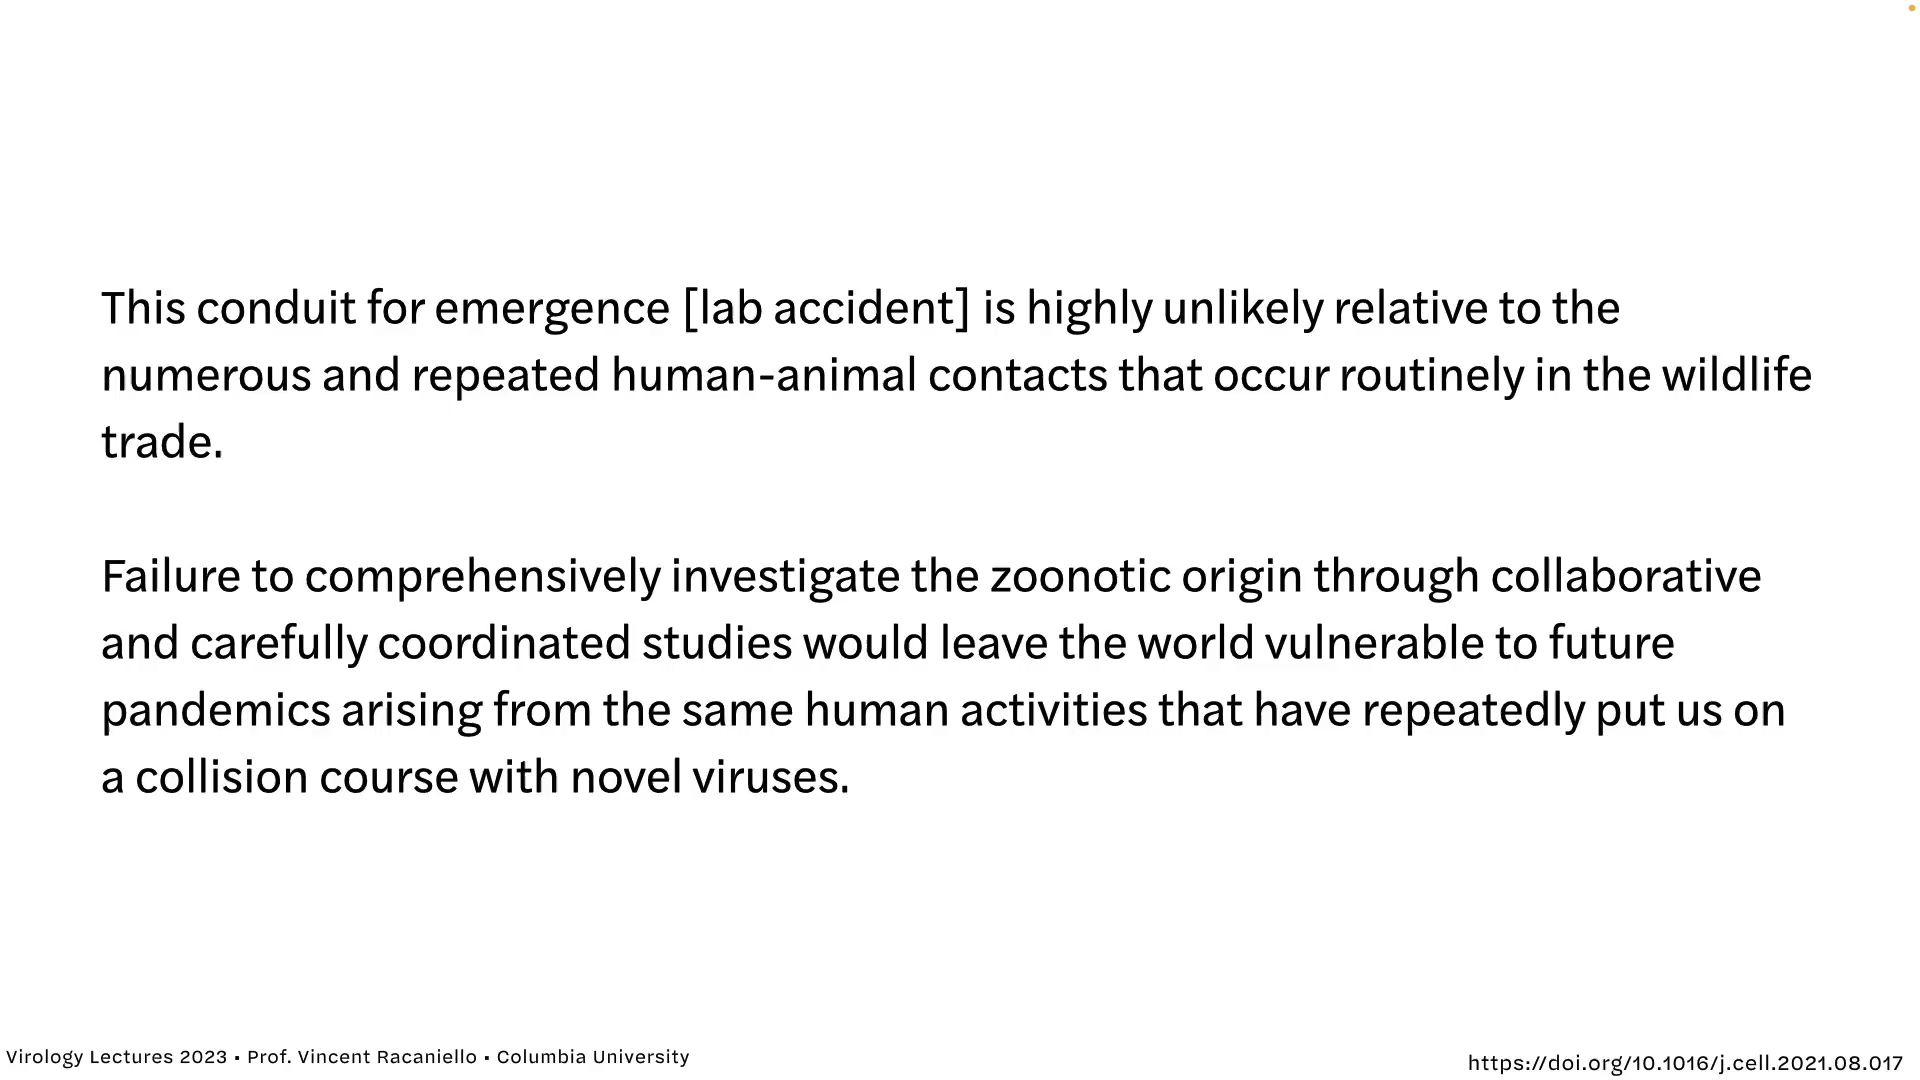 This conduit for emergence [lab accident] is highly unlikely relative to the
numerous and repeated human-animal contacts that occur routinely in the wildlife
trade.
Failure to comprehensively investigate the zoonotic origin through collaborative
and carefully coordinated studies would leave the world vulnerable to future
pandemics arising from the same human activities that have repeatedly put us on
a collision course with novel viruses.
Virology Lectures 2023 • Prof. Vincent Racaniello • Columbia University
https://doi.org/10.1016/j.cell.2021.08.017